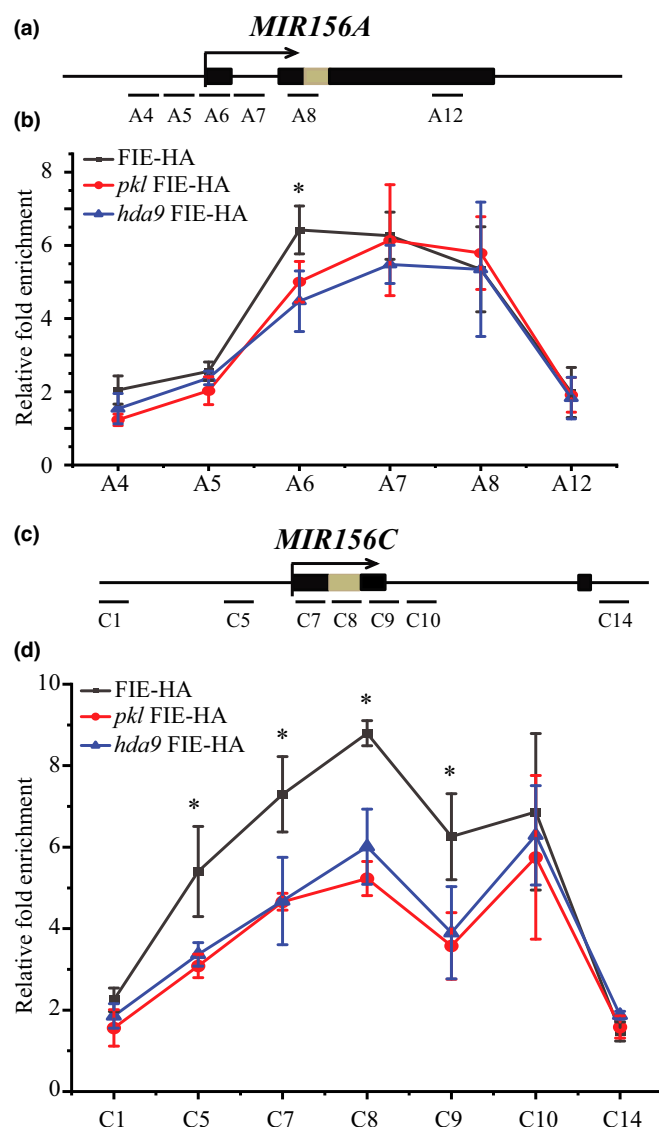 (a)
MIR156A
A4 A5 A6 A7 A8 A12
(b)
FIE-HA
pkl FIE-HA
hda9 FIE-HA
*
Relative fold enrichment
8
6
4
2
0
A4 A5 A6 A7 A8 A12
(c)
MIR156C
C1 C5 C7 C8 C9 C10 C14
(d)
FIE-HA
pkl FIE-HA
hda9 FIE-HA
* * * *
Relative fold enrichment
10
8
6
4
2
0
C1 C5 C7 C8 C9 C10 C14